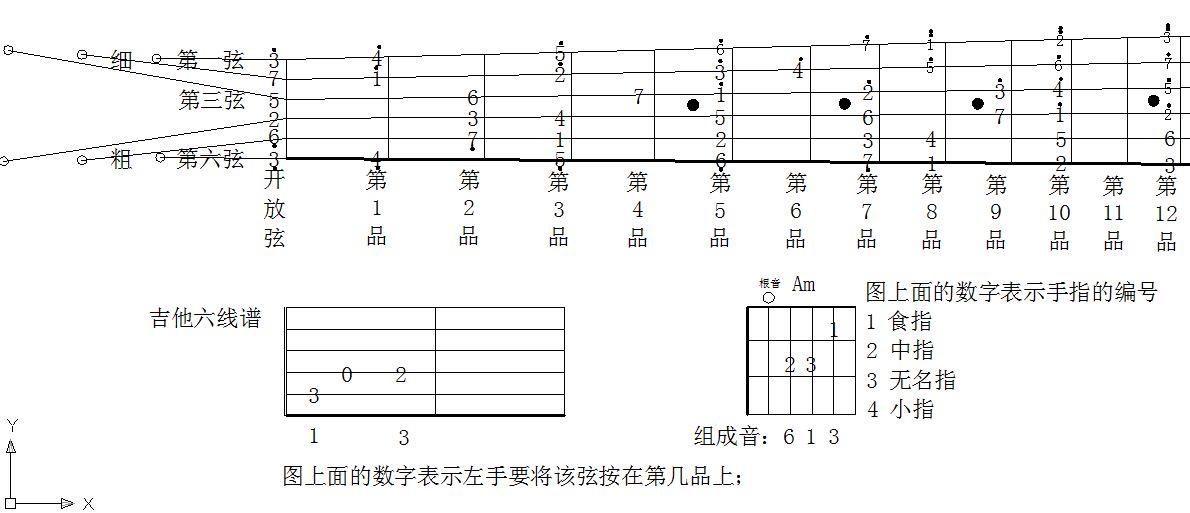 7 1 2 3
5 6
3 4 5
细 第一弦 3 4 5 3 4 1 5 6 7
7 1 2
第三弦 5 6 7 1 2 3 4 5
2 3 4 5 6 7 1 2
6 7 1 2 3 4 5 6
粗 第六弦 3 4 5 6 7 1 2 3
开放弦 第1品 第2品 第3品 第4品 第5品 第6品 第7品 第8品 第9品 第10品 第11品 第12品
吉他六线谱
0 2
3
1 3
图上面的数字表示左手要将该弦按在第几品上;
根音 Am
1
2 3
组成音: 6 1 3
图上面的数字表示手指的编号
1 食指
2 中指
3 无名指
4 小指
Y
X